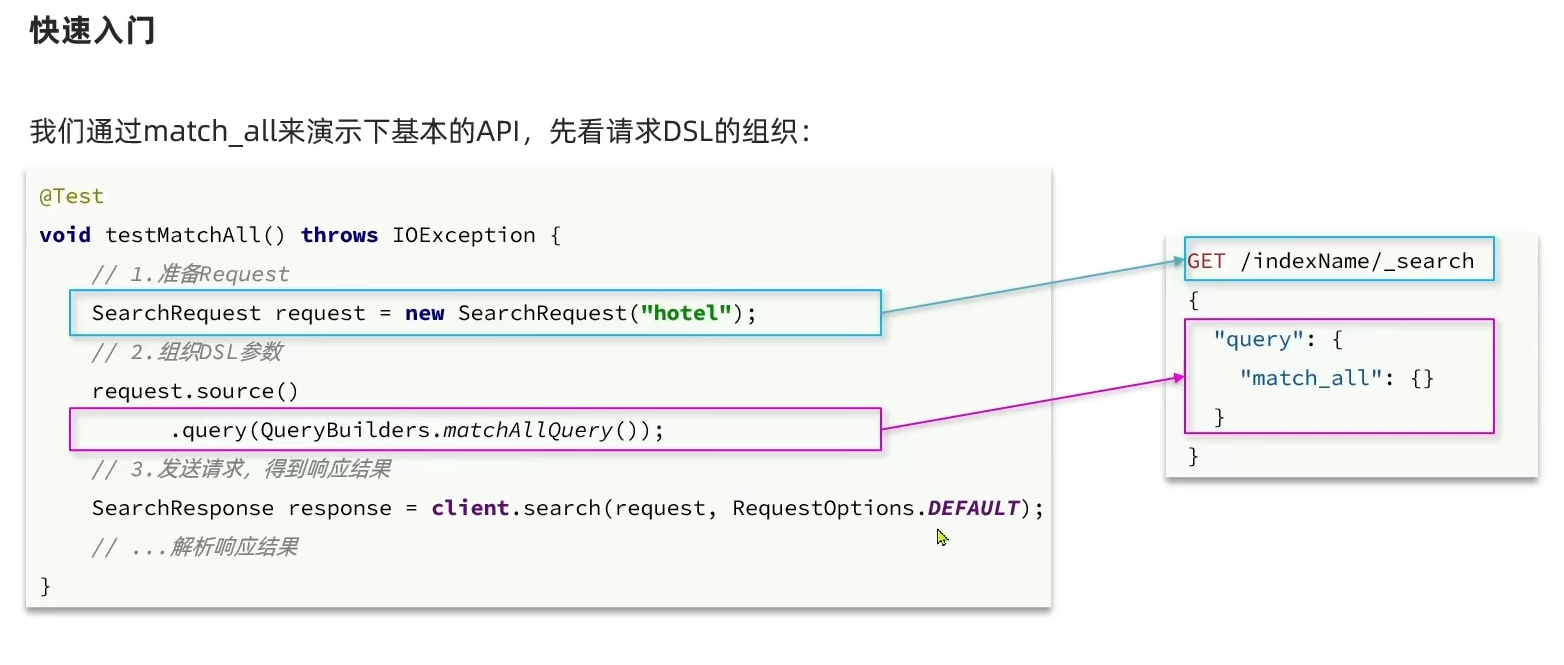 快速入门
我们通过match_all来演示下基本的API，先看请求DSL的组织：
@Test
void testMatchAll() throws IOException {
    // 1.准备Request
    SearchRequest request = new SearchRequest("hotel");
    // 2.组织DSL参数
    request.source()
          .query(QueryBuilders.matchAllQuery());
    // 3.发送请求，得到响应结果
    SearchResponse response = client.search(request, RequestOptions.DEFAULT);
    // ...解析响应结果
}
GET /indexName/_search
{
  "query": {
    "match_all": {}
  }
}